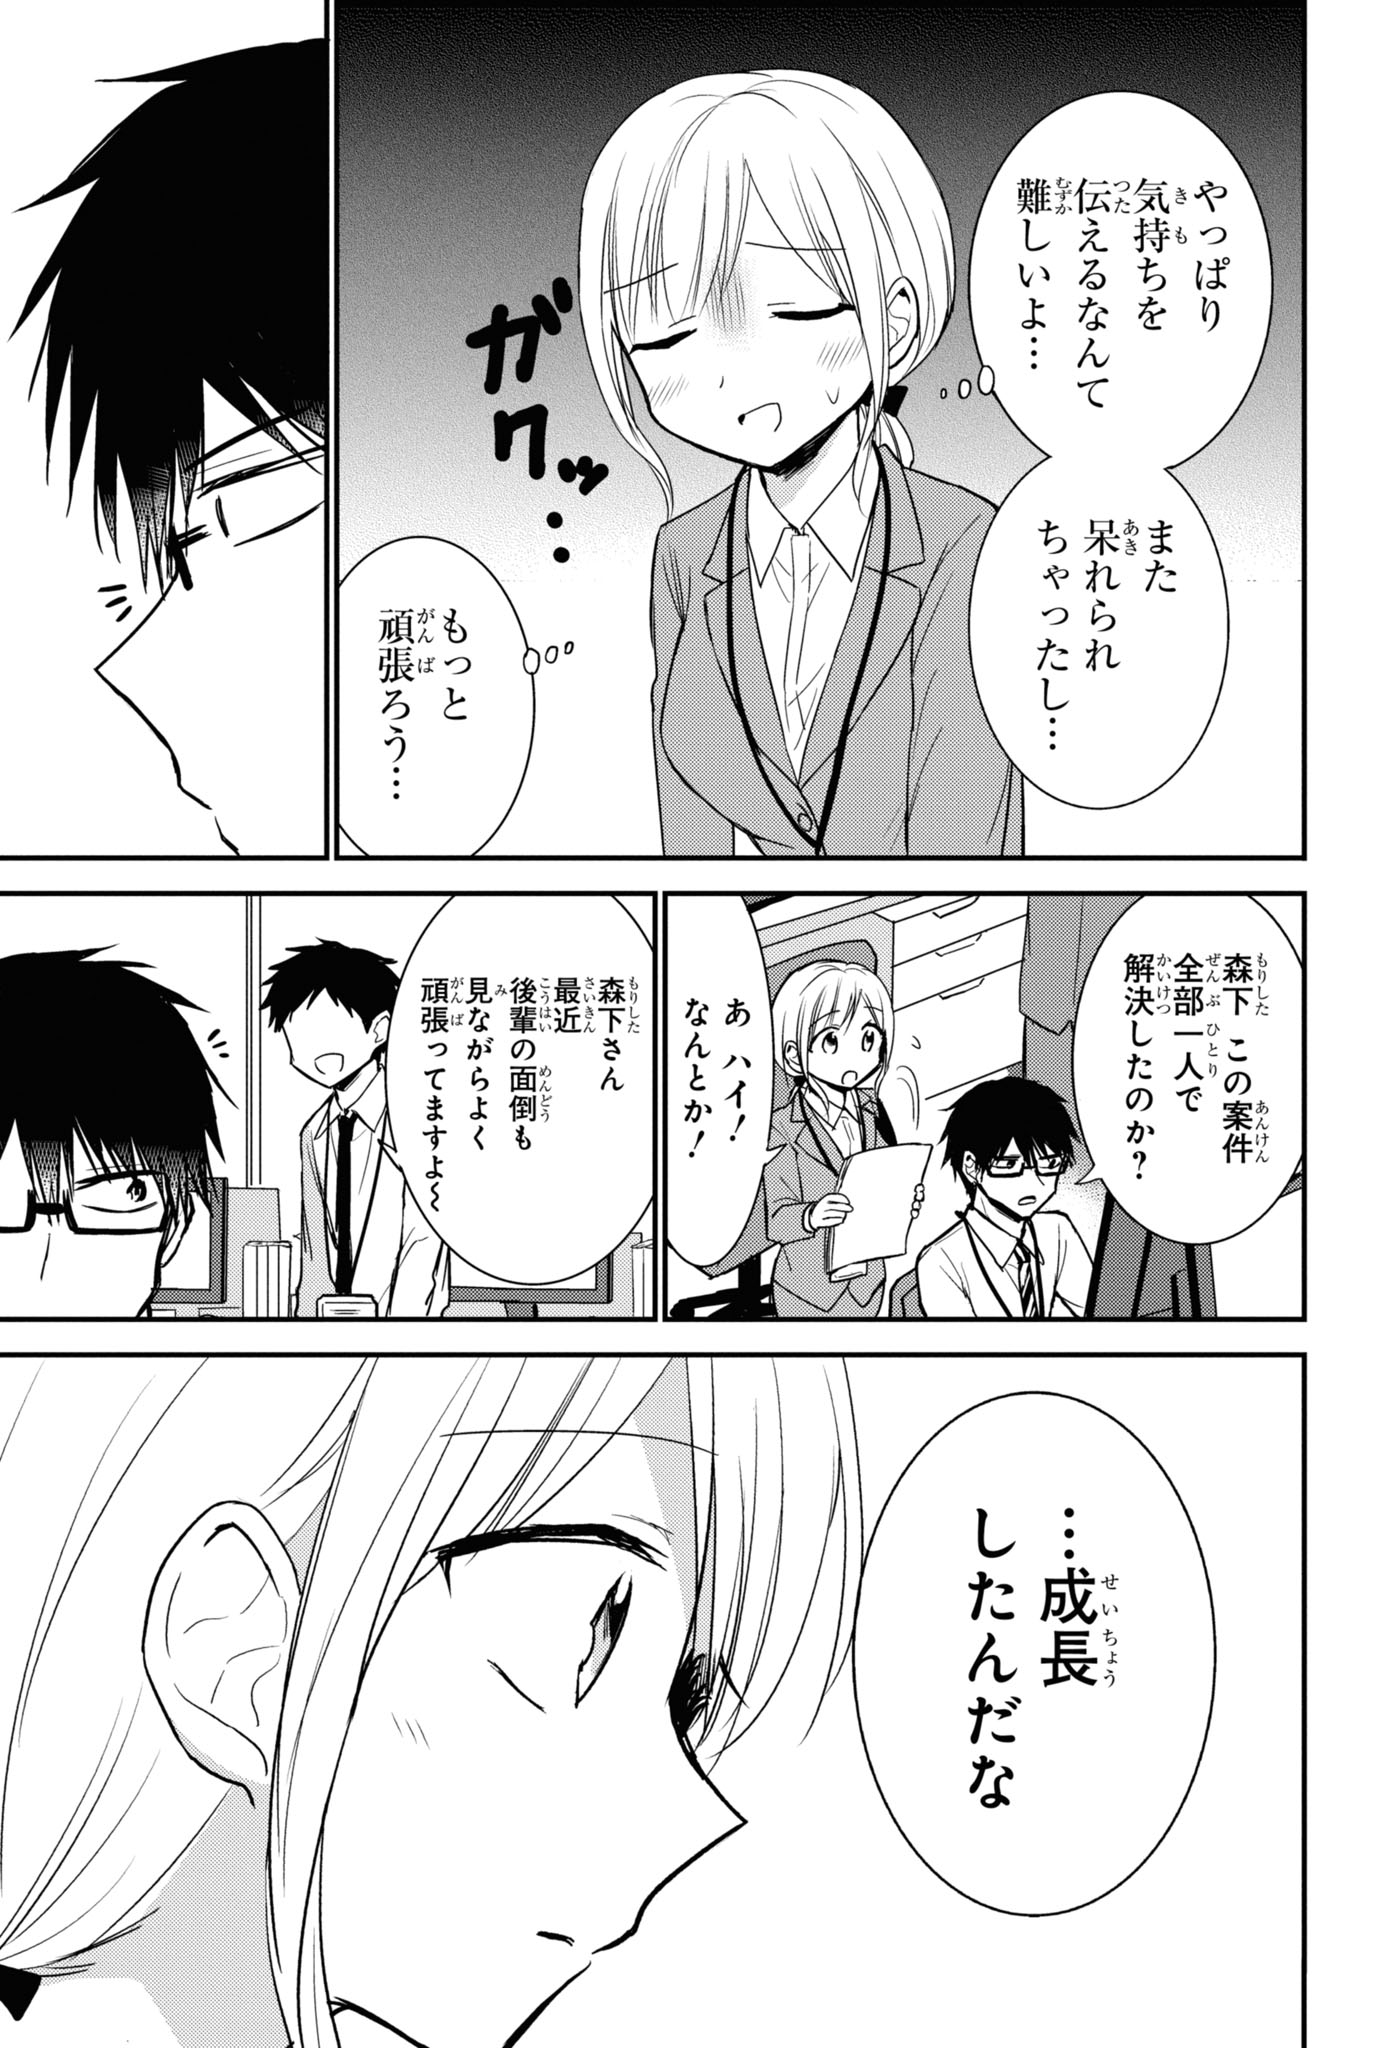 やっぱり
気持ちを
伝えるなんて
難しいよ…
また
呆れられ
ちゃったし…
ガクッ…
もっと
頑張ろう…
森下 この案件
全部一人で
解決したのか?
あ ハイ!
なんとか!
森下さん
最近
後輩の面倒も
見ながらよく
頑張ってますよ〜
…成長
したんだな